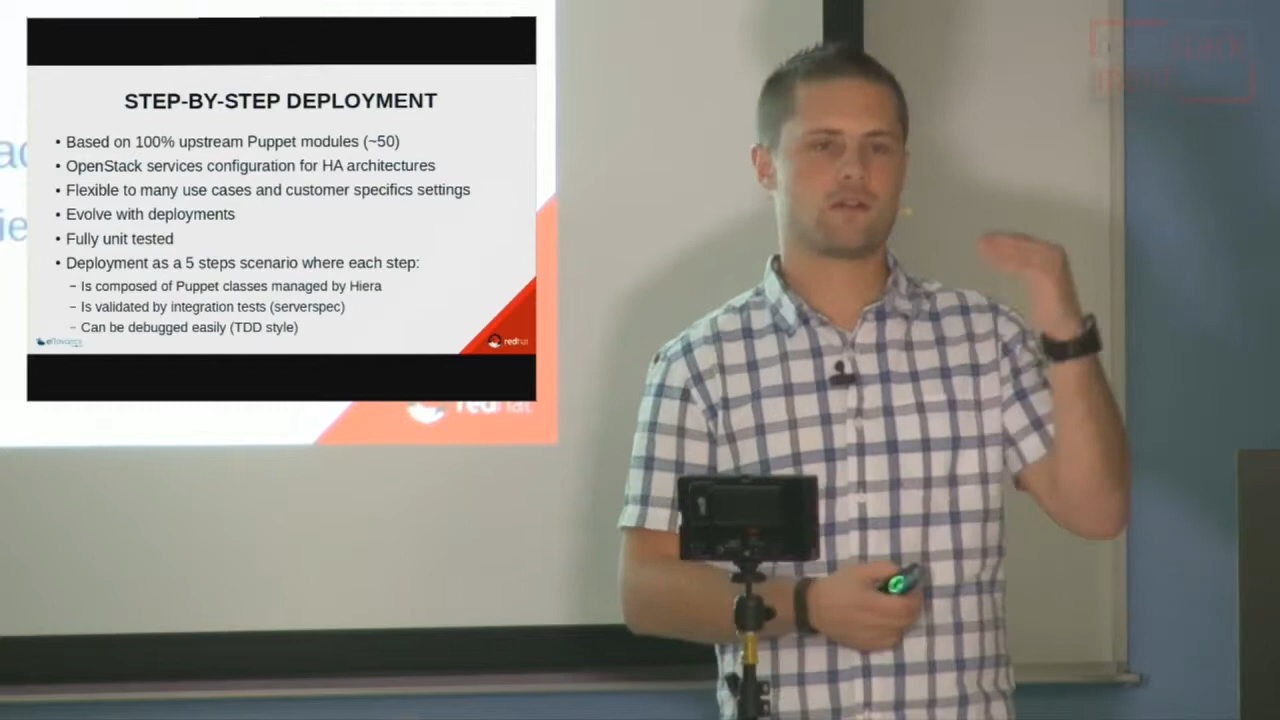 STEP-BY-STEP DEPLOYMENT
• Based on 100% upstream Puppet modules (~50)
• OpenStack services configuration for HA architectures
• Flexible to many use cases and customer specifics settings
• Evolve with deployments
• Fully unit tested
• Deployment as a 5 steps scenario where each step:
– Is composed of Puppet classes managed by Hiera
– Is validated by integration tests (serverspec)
– Can be debugged easily (TDD style)
redhat
redhat